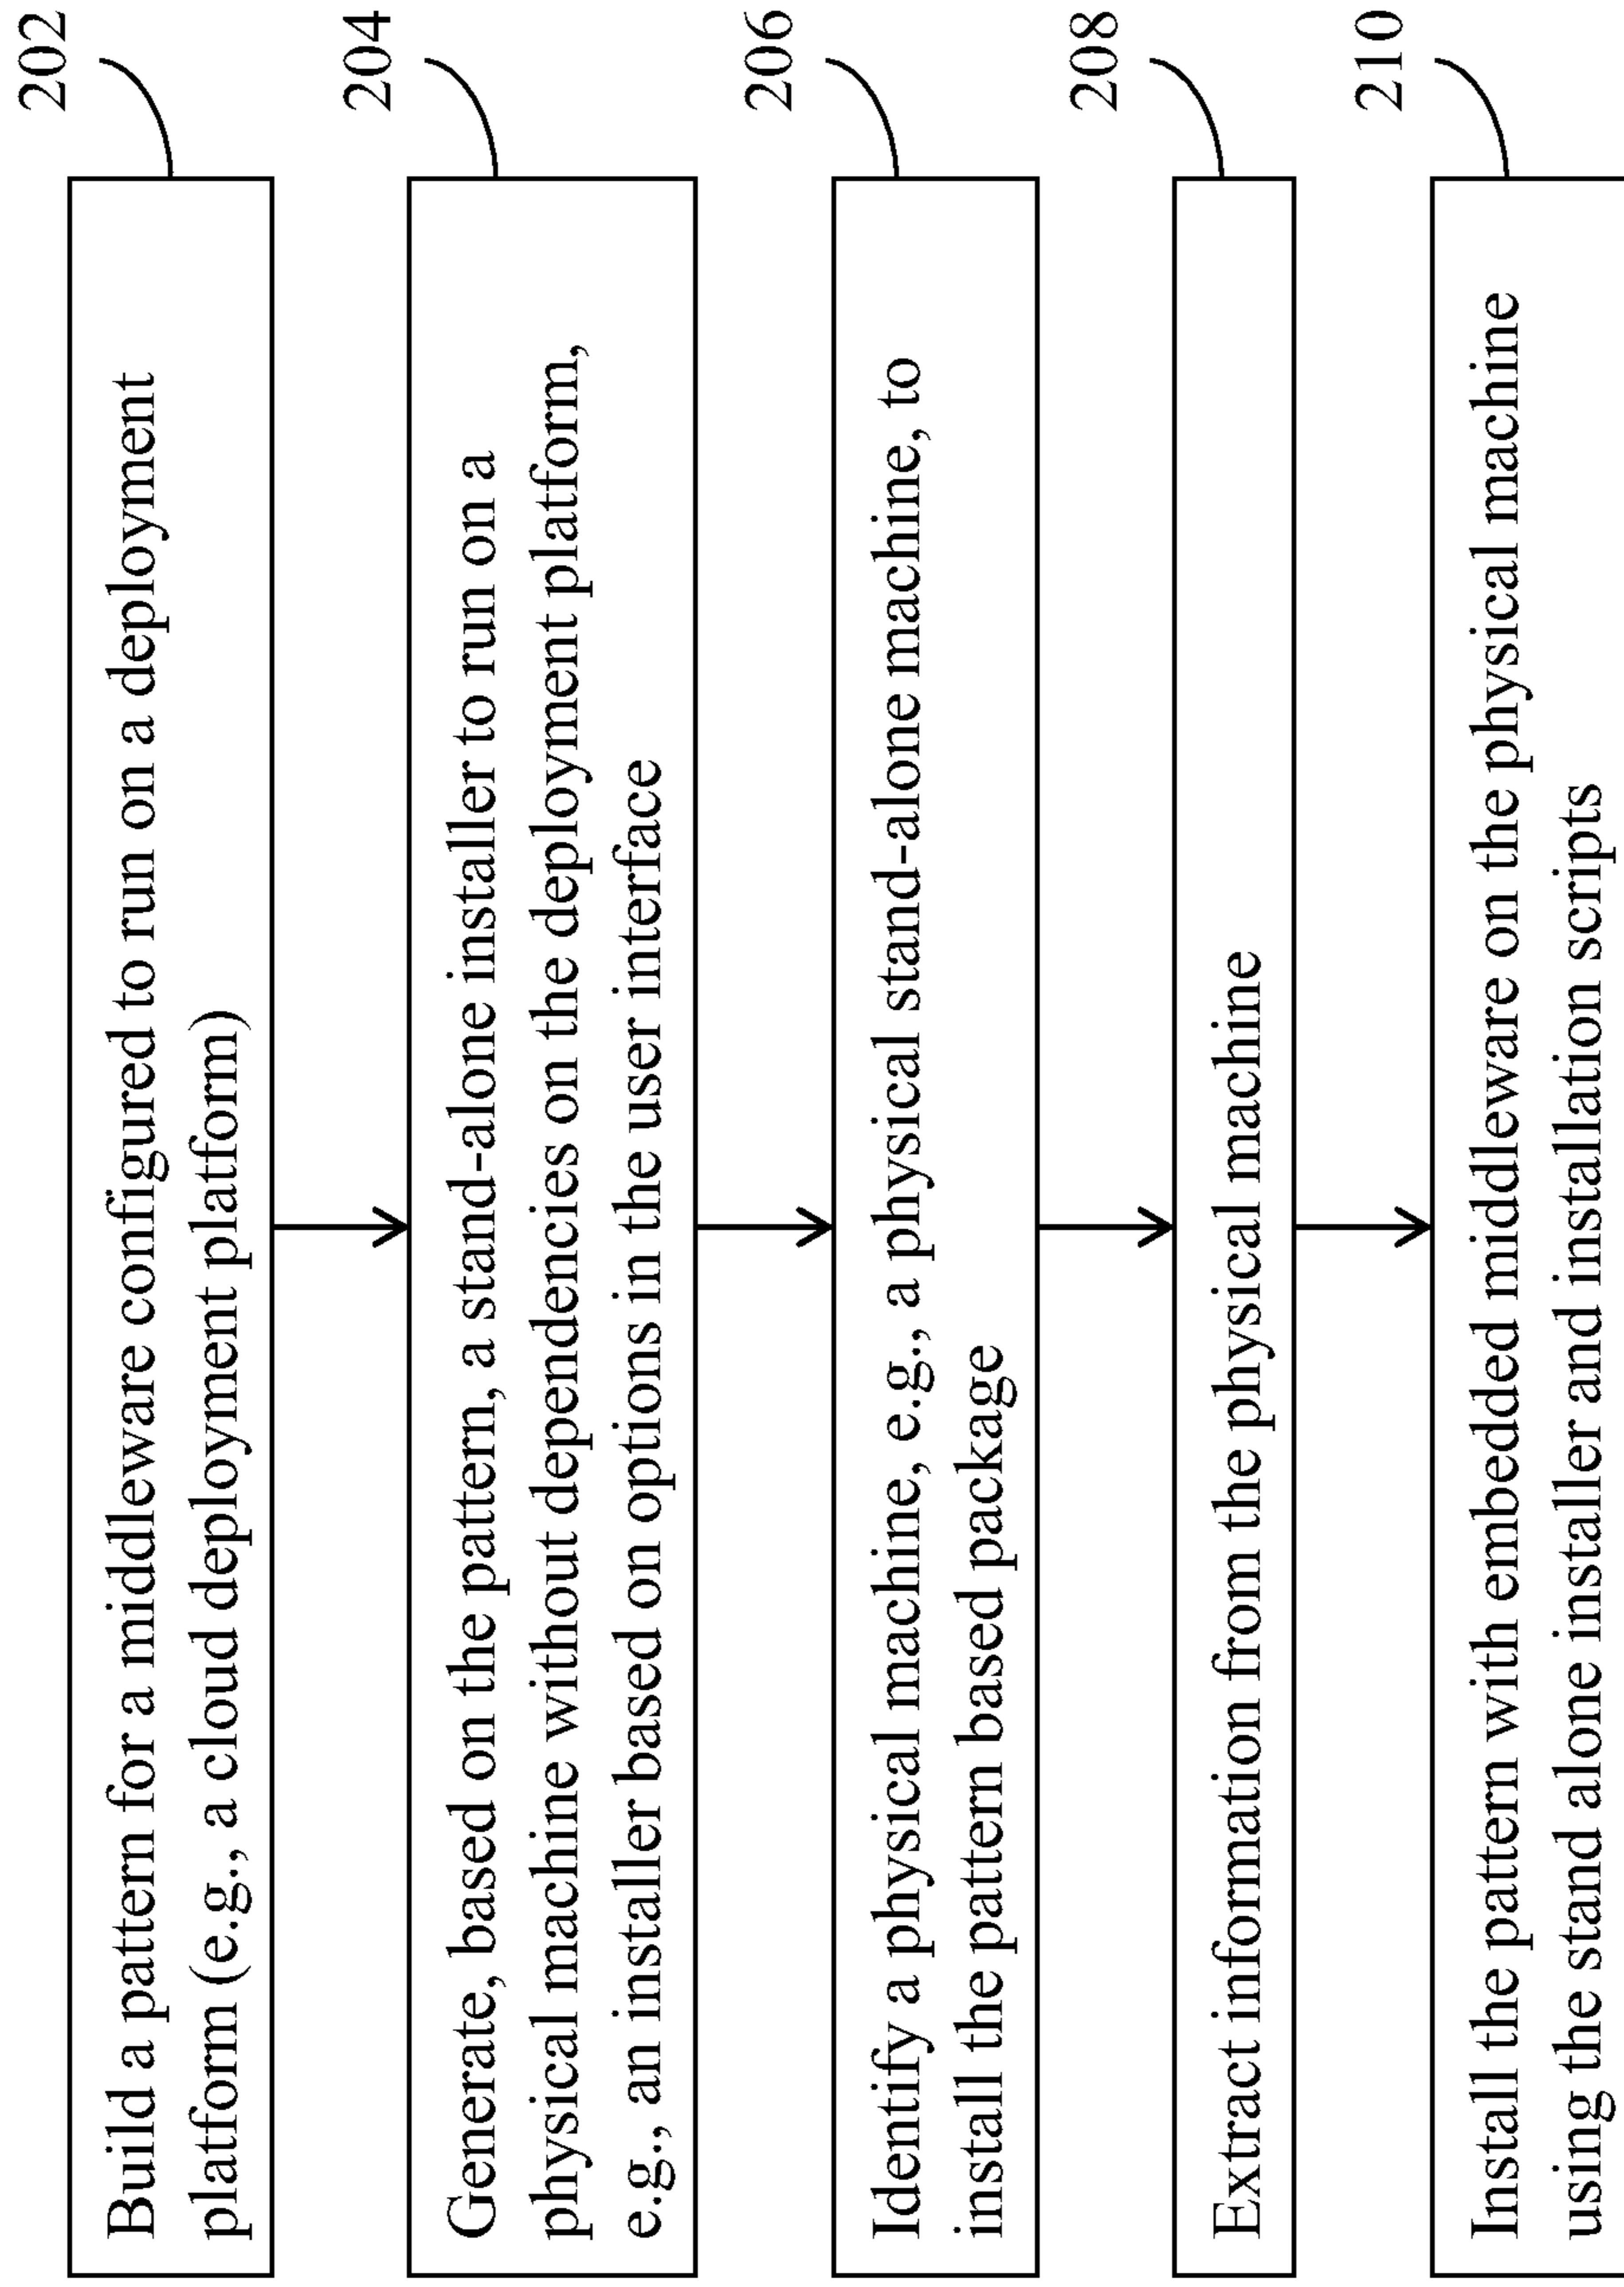 202
Build a pattern for a middleware configured to run on a deployment
platform (e.g., a cloud deployment platform)
204
Generate, based on the pattern, a stand-alone installer to run on a
physical machine without dependencies on the deployment platform,
e.g., an installer based on options in the user interface
206
Identify a physical machine, e.g., a physical stand-alone machine, to
install the pattern based package
208
Extract information from the physical machine
210
Install the pattern with embedded middleware on the physical machine
using the stand alone installer and installation scripts